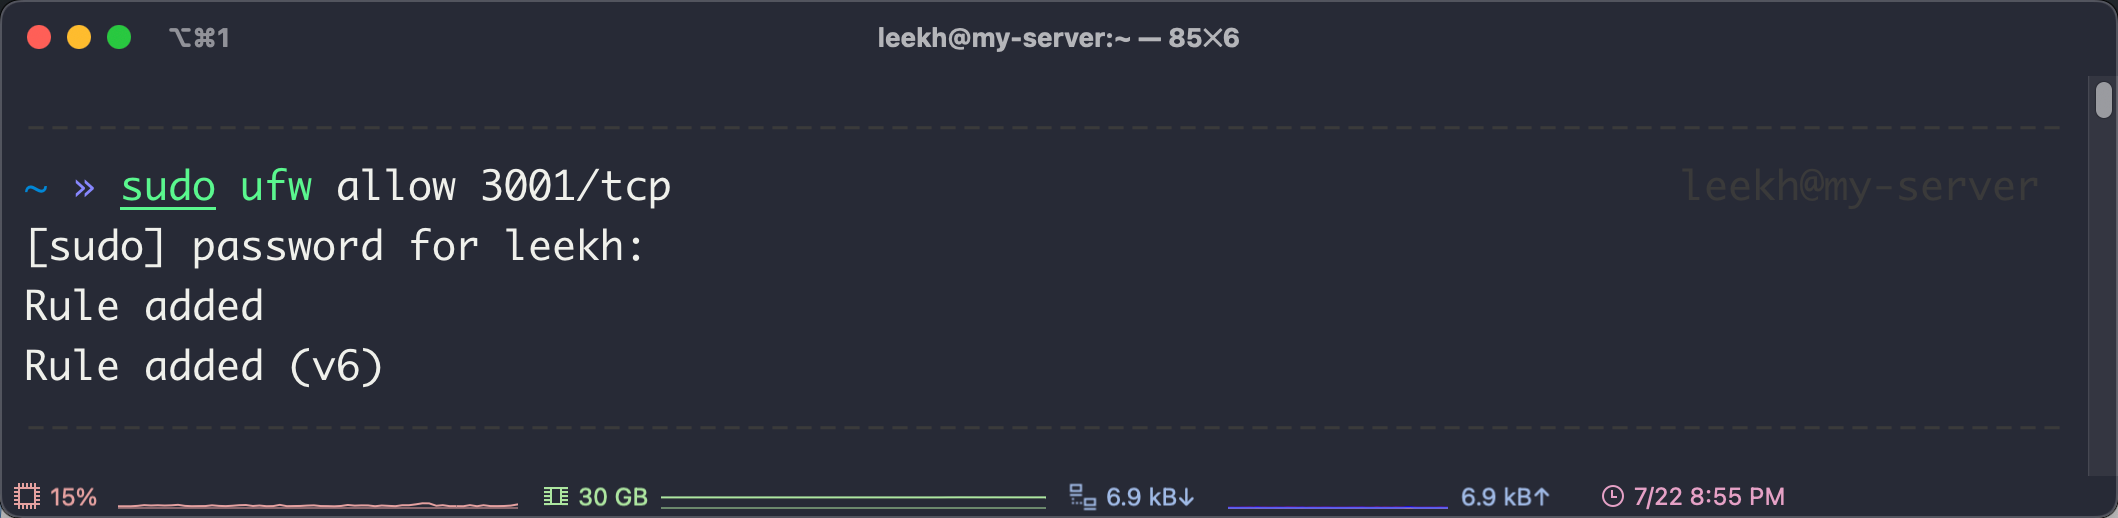 ⌥⌘1
leekh@my-server:~ — 85✕6
~ » sudo ufw allow 3001/tcp leekh@my-server
[sudo] password for leekh:
Rule added
Rule added (v6)
15% 30 GB 6.9 kB↓ 6.9 kB↑ 7/22 8:55 PM